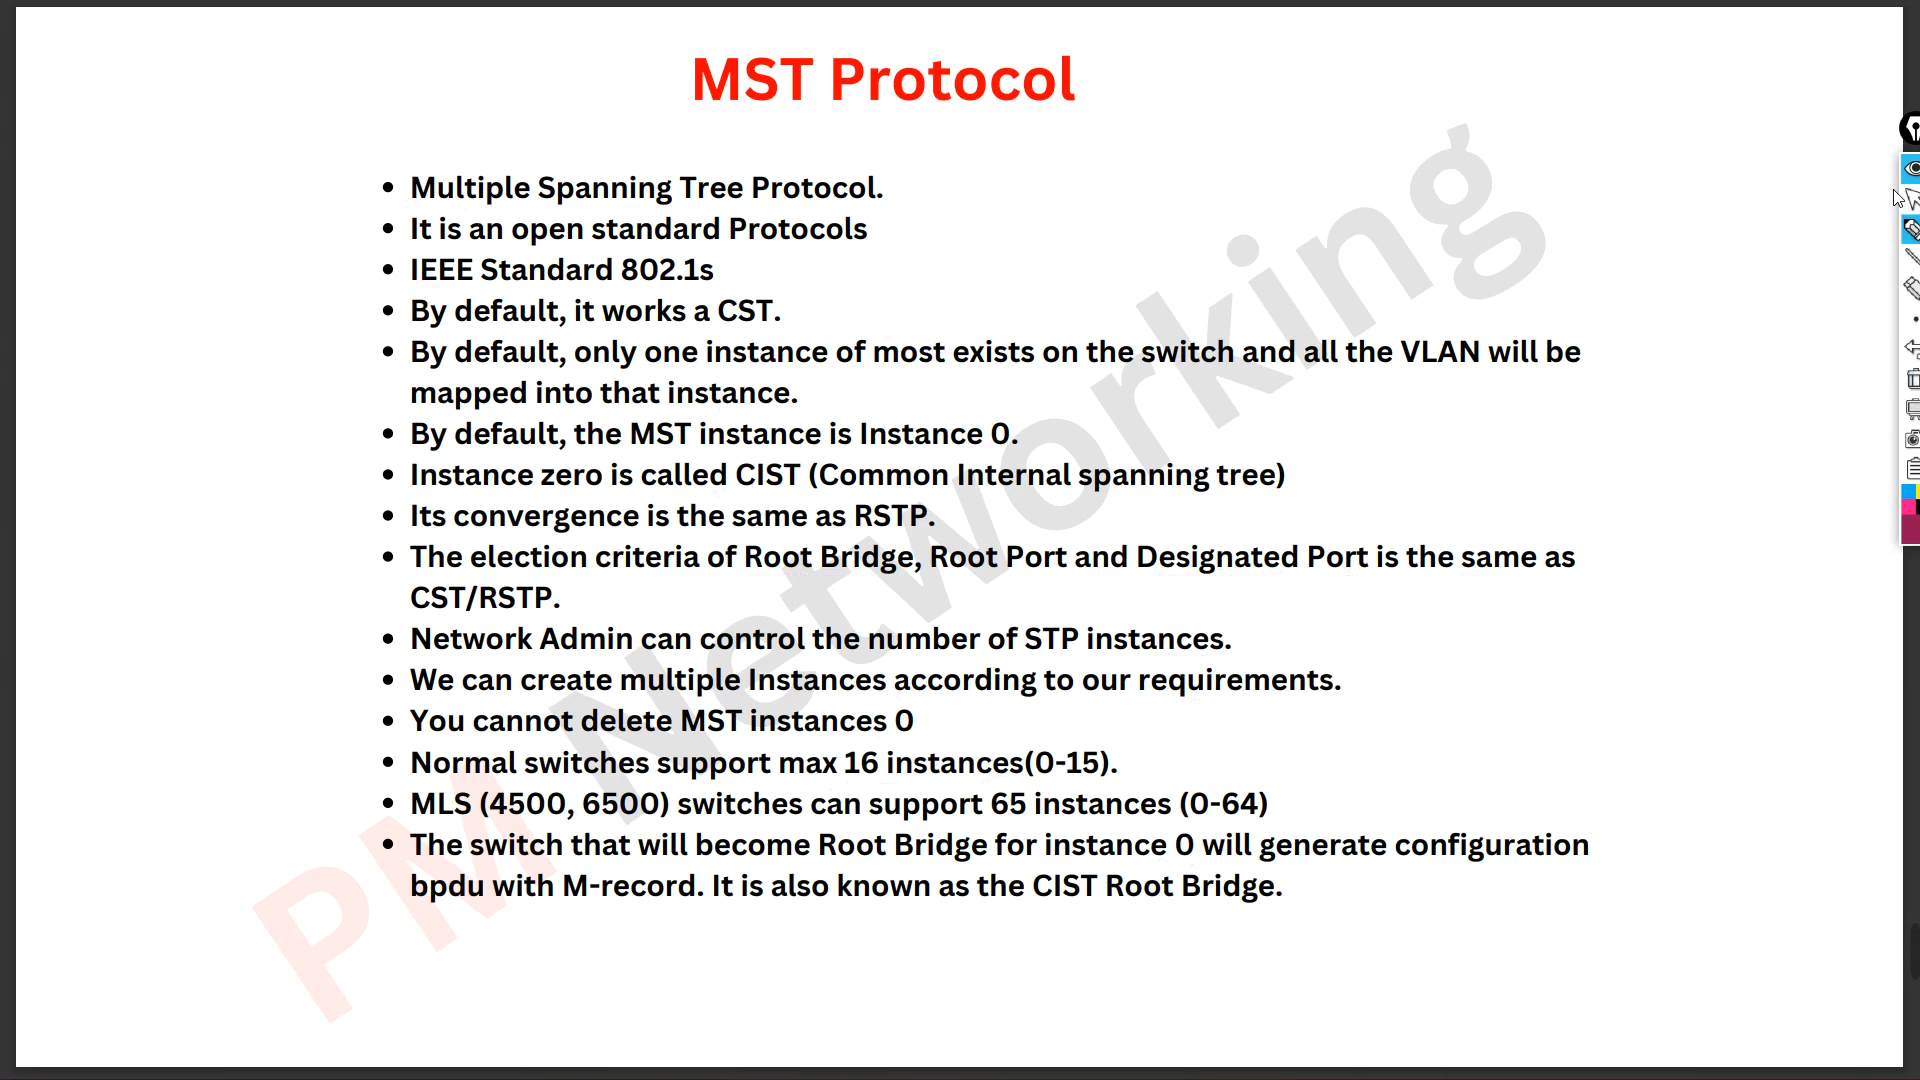 MST Protocol
• Multiple Spanning Tree Protocol.
• It is an open standard Protocols
• IEEE Standard 802.1s
• By default, it works a CST.
• By default, only one instance of most exists on the switch and all the VLAN will be
mapped into that instance.
• By default, the MST instance is Instance 0.
• Instance zero is called CIST (Common Internal spanning tree)
• Its convergence is the same as RSTP.
• The election criteria of Root Bridge, Root Port and Designated Port is the same as
CST/RSTP.
• Network Admin can control the number of STP instances.
• We can create multiple Instances according to our requirements.
• You cannot delete MST instances 0
• Normal switches support max 16 instances(0-15).
• MLS (4500, 6500) switches can support 65 instances (0-64)
• The switch that will become Root Bridge for instance 0 will generate configuration
bpdu with M-record. It is also known as the CIST Root Bridge.
PM Networking